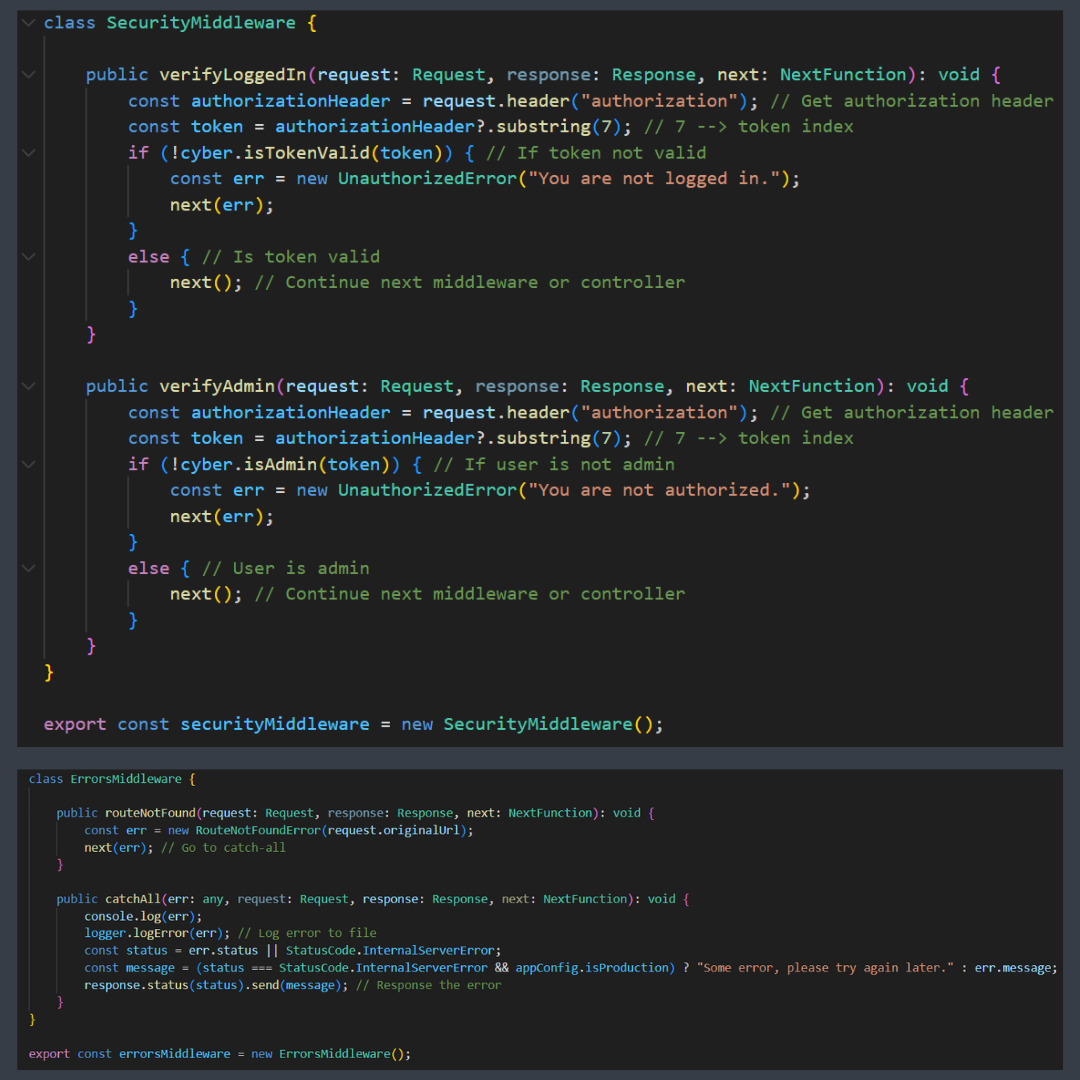 class SecurityMiddleware {
public verifyLoggedIn(request: Request, response: Response, next: NextFunction): void {
const authorizationHeader = request.header("authorization"); // Get authorization header
const token = authorizationHeader?.substring(7); // 7 --> token index
if (!cyber.isTokenValid(token)) { // If token not valid
const err = new UnauthorizedError("You are not logged in.");
next(err);
}
else { // Is token valid
next(); // Continue next middleware or controller
}
}
public verifyAdmin(request: Request, response: Response, next: NextFunction): void {
const authorizationHeader = request.header("authorization"); // Get authorization header
const token = authorizationHeader?.substring(7); // 7 --> token index
if (!cyber.isAdmin(token)) { // If user is not admin
const err = new UnauthorizedError("You are not authorized.");
next(err);
}
else { // User is admin
next(); // Continue next middleware or controller
}
}
}
export const securityMiddleware = new SecurityMiddleware();
class ErrorsMiddleware {
public routeNotFound(request: Request, response: Response, next: NextFunction): void {
const err = new RouteNotFoundError(request.originalUrl);
next(err); // Go to catch-all
}
public catchAll(err: any, request: Request, response: Response, next: NextFunction): void {
console.log(err);
logger.logError(err); // Log error to file
const status = err.status || StatusCode.InternalServerError;
const message = (status === StatusCode.InternalServerError && appConfig.isProduction) ? "Some error, please try again later." : err.message;
response.status(status).send(message); // Response the error
}
}
export const errorsMiddleware = new ErrorsMiddleware();